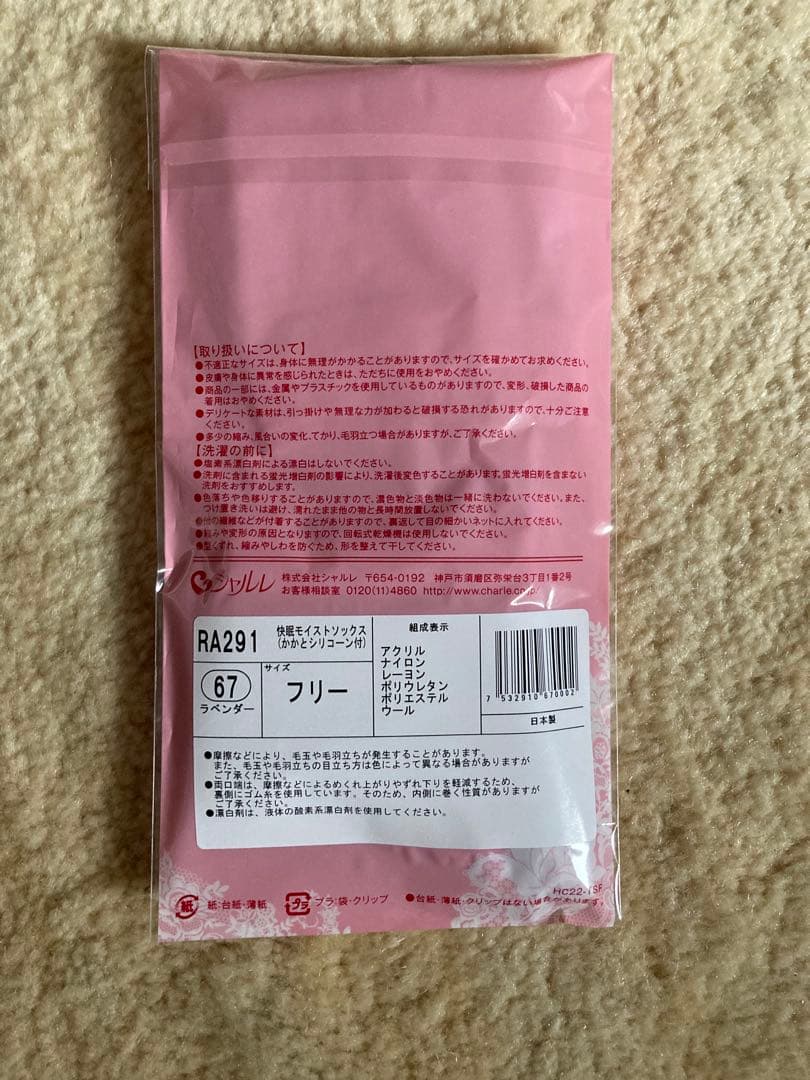 【取り扱いについて】
●不適正なサイズは、身体に無理がかかることがありますので、サイズを確かめてお求めください。
●皮膚や身体に異常を感じられたときは、ただちに使用をおやめください。
●商品の一部には、金属やプラスチックを使用しているものがありますので、変形、破損した商品の
着用はおやめください。
●デリケートな素材は、引っ掛けや無理な力が加わると破損する恐れがありますので、十分ご注意
ください。
●多少の縮み、風合いの変化、てかり、毛羽立つ場合がありますが、ご了承ください。
【洗濯の前に】
●塩素系漂白剤による漂白はしないでください。
●洗剤に含まれる蛍光増白剤の影響により、洗濯後変色することがあります。蛍光増白剤を含まない
洗剤をおすすめします。
●色落ちや色移りすることがありますので、濃色物と淡色物は一緒に洗わないでください。また、
つけ置き洗いは避け、濡れたまま他の物と長時間放置しないでください。
●他の繊維などが付着することがありますので、裏返して目の細かいネットに入れてください。
●縮みや変形の原因となりますので、回転式乾燥機は使用しないでください。
●型くずれ、縮みやしわを防ぐため、形を整えて干してください。
シャルレ 株式会社シャルレ 〒654-0192 神戸市須磨区弥栄台3丁目1番2号
お客様相談室 0120(11)4860 http://www.charle.co.jp/
RA291 快眠モイストソックス
(かかとシリコーン付)
67
ラベンダー
サイズ
フリー
組成表示
アクリル
ナイロン
レーヨン
ポリウレタン
ポリエステル
ウール
7 532910 670002
日本製
●摩擦などにより、毛玉や毛羽立ちが発生することがあります。
また、毛玉や毛羽立ちの目立ち方は色によって異なる場合がありますが
ご了承ください。
●両口端は、摩擦などによるめくれ上がりやずれ下りを軽減するため、
裏側にゴム糸を使用しています。そのため、内側に巻く性質がありますが
ご了承ください。
●漂白剤は、液体の酸素系漂白剤を使用してください。
紙 紙:台紙・薄紙 プラ プラ:袋・クリップ ●台紙・薄紙・クリップはない場合があります。